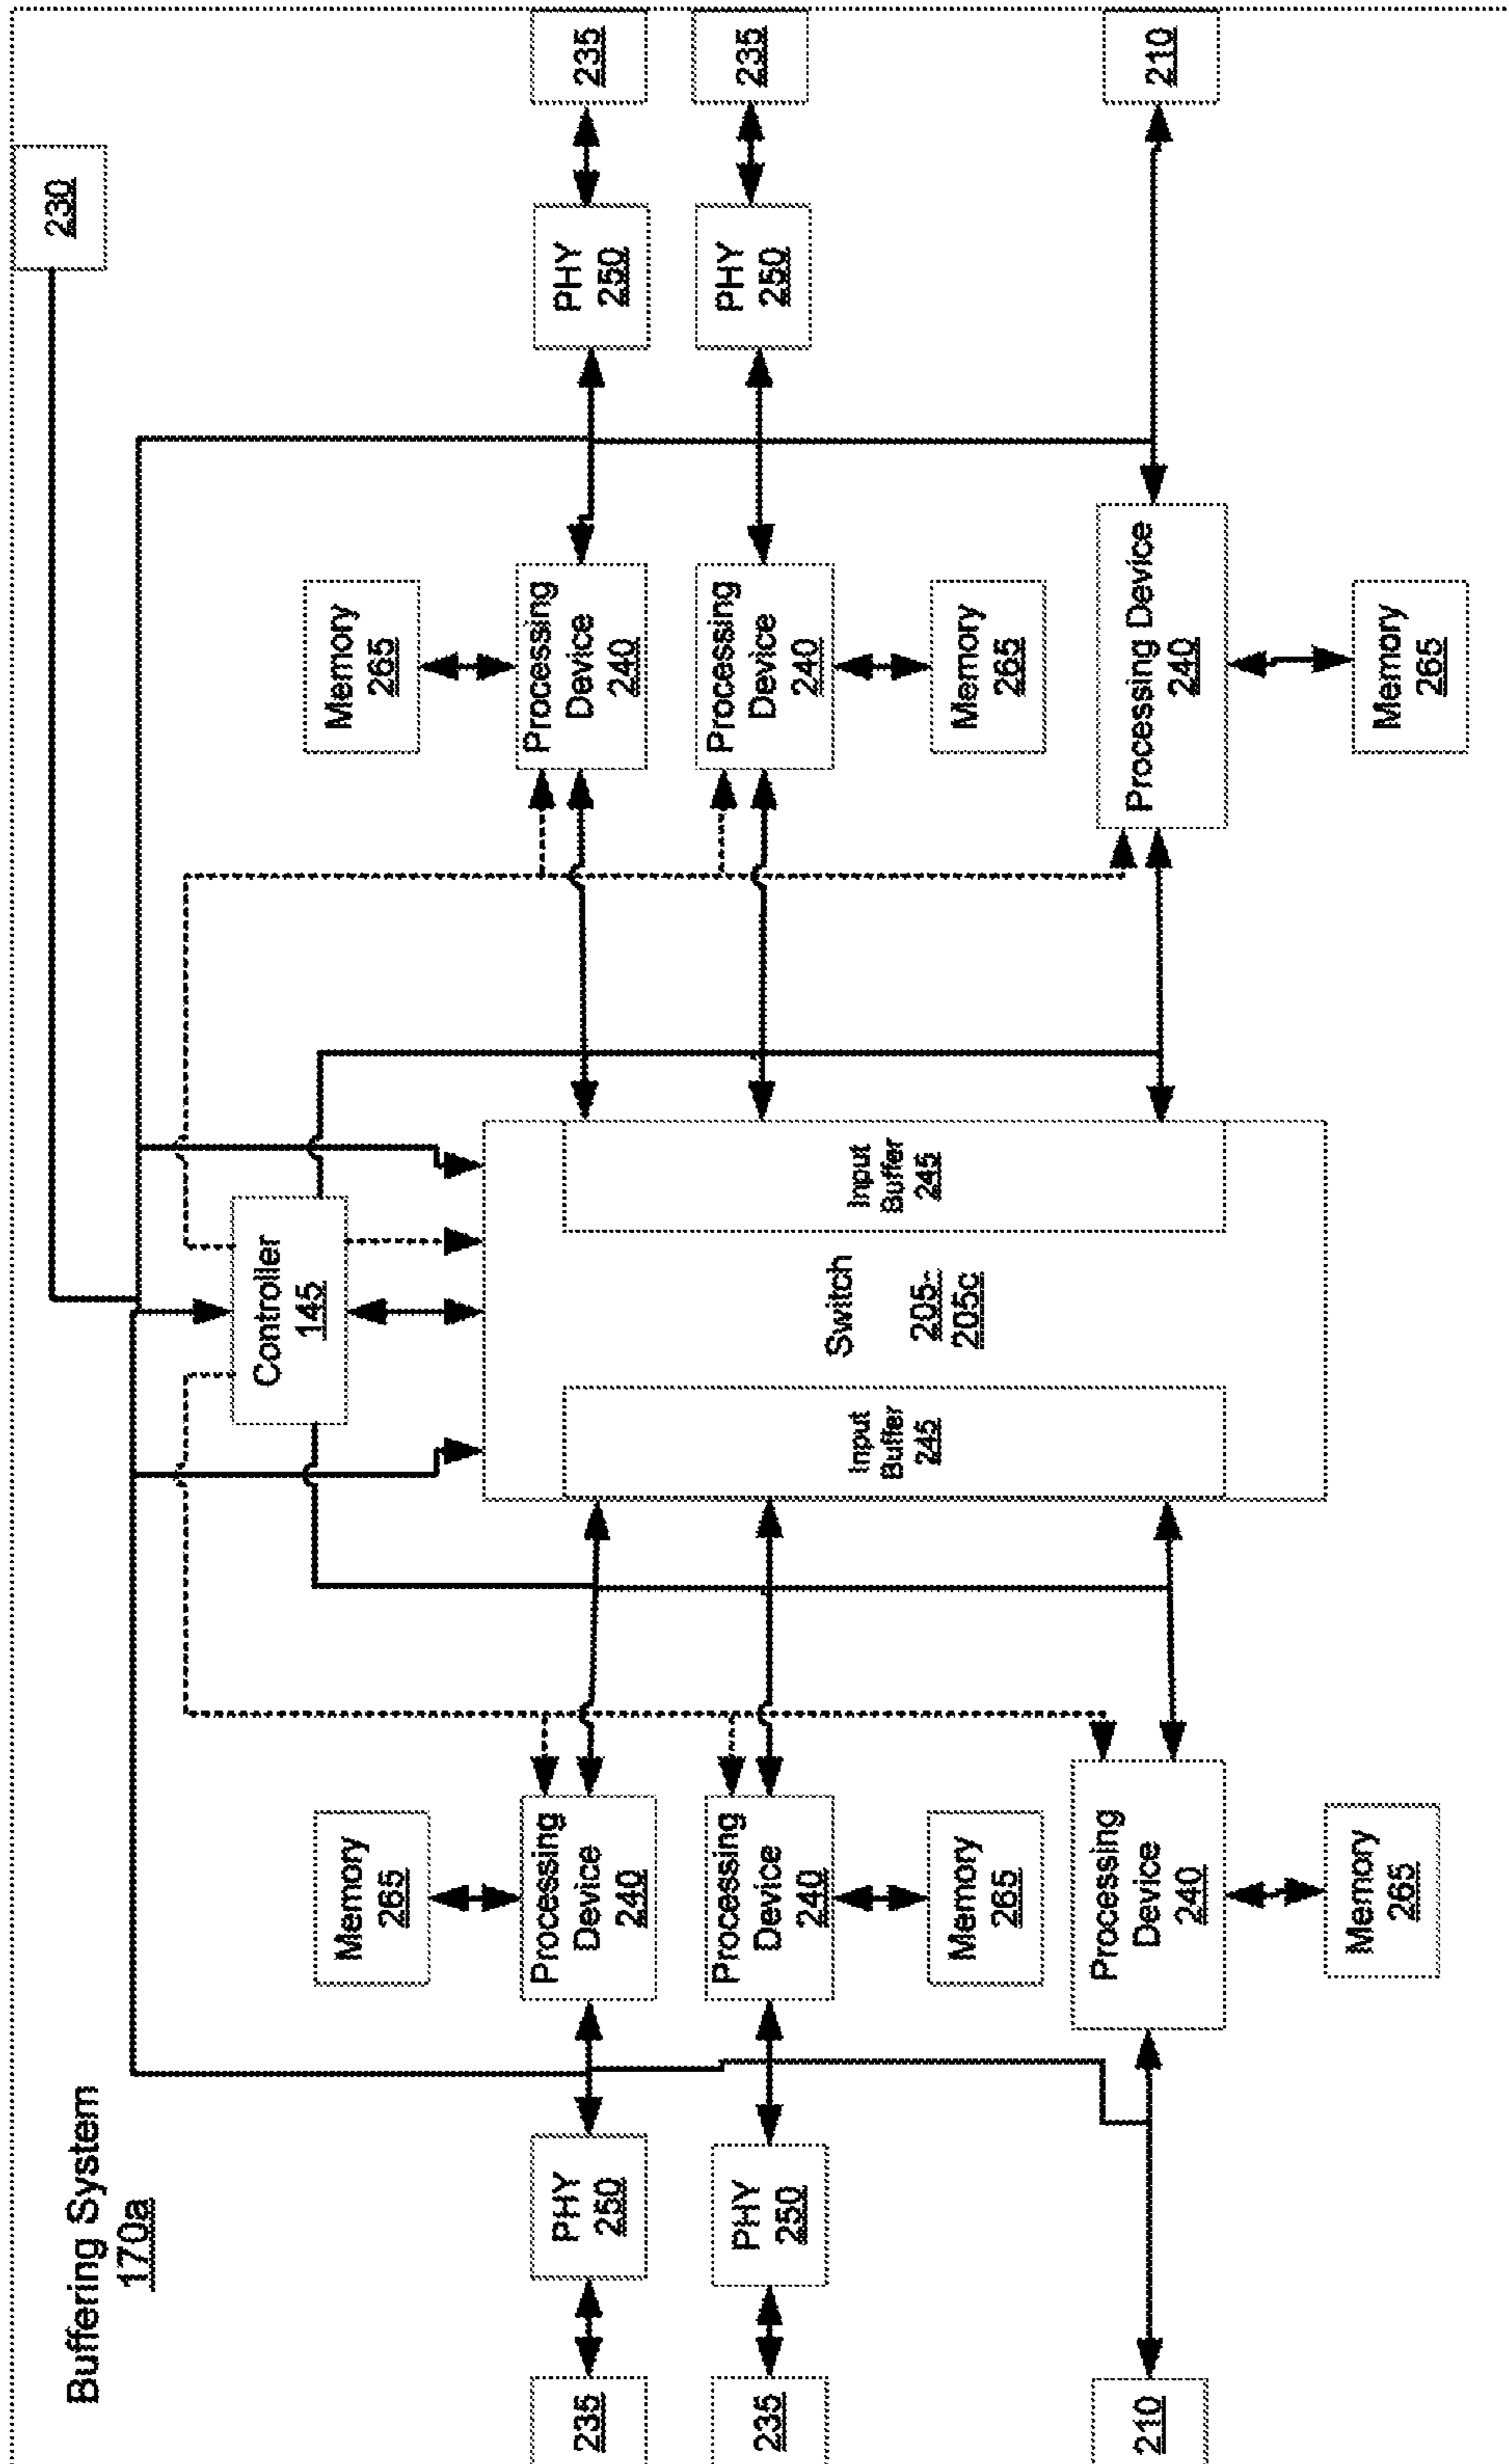 Buffering System
170a
230
Controller
145
235
PHY
250
Memory
265
Processing
Device
240
Memory
265
Processing
Device
240
PHY
250
235
235
PHY
250
Processing
Device
240
Memory
265
Input
Buffer
245
Switch
205-
205c
Input
Buffer
245
Processing
Device
240
Memory
265
PHY
250
235
210
Processing
Device
240
Memory
265
Processing Device
240
Memory
265
210